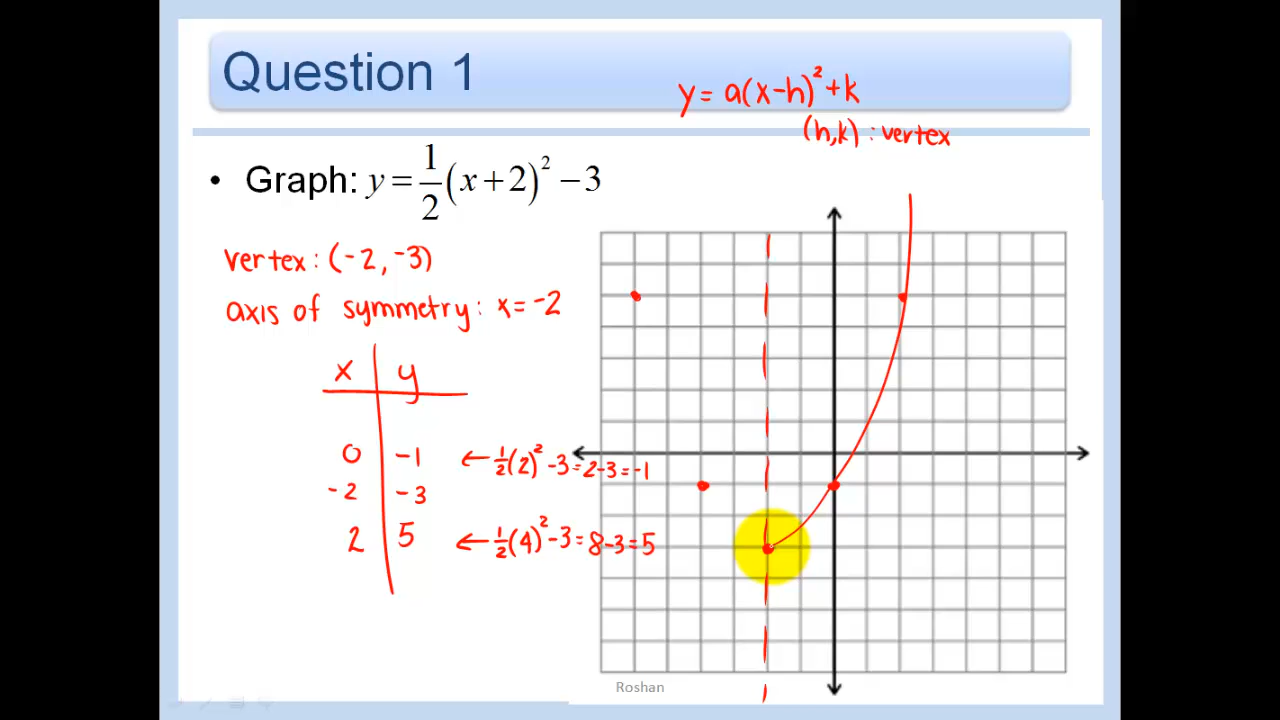 Question 1
y = a(x-h)² + k
(h,k) : vertex
• Graph: y = 1/2 (x+2)² − 3
vertex : (-2, -3)
axis of symmetry : x = -2
x y
0 -1 ← 1/2(2)² -3 = 2-3 = -1
-2 -3
2 5 ← 1/2(4)² -3 = 8-3 = 5
Roshan